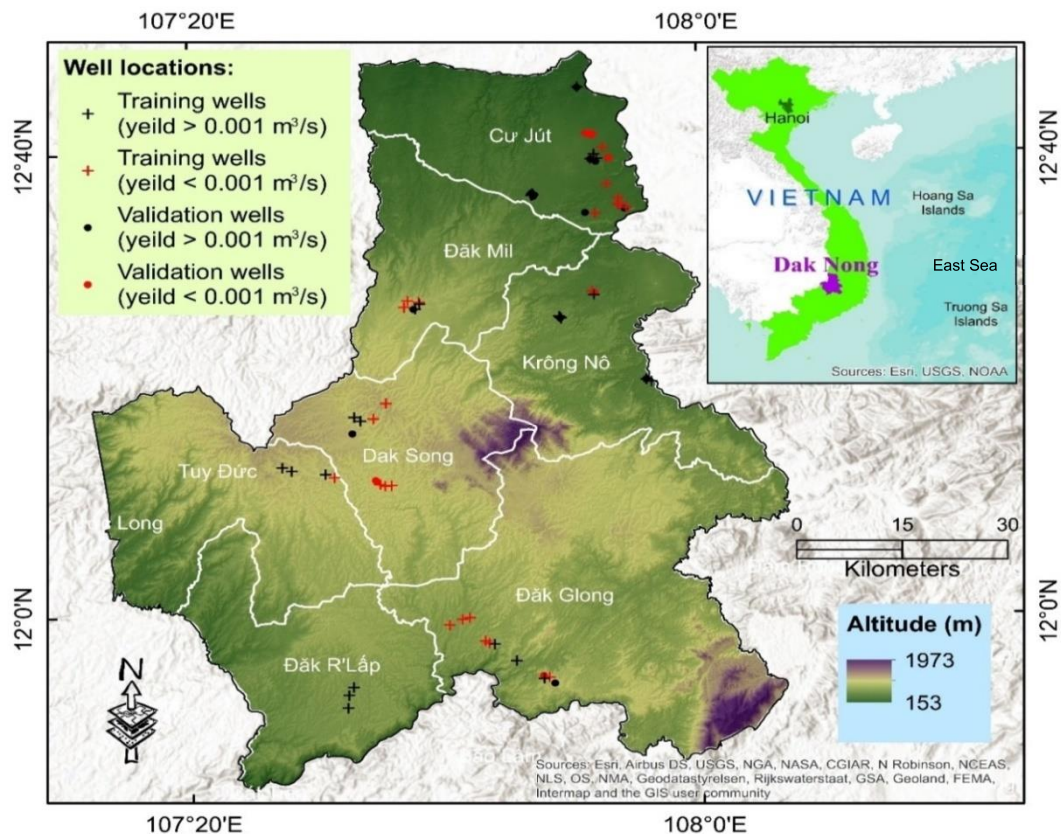 107°20'E
108°0'E
Well locations:
Training wells
(yeild > 0.001 m³/s)
Training wells
(yeild < 0.001 m³/s)
Validation wells
(yeild > 0.001 m³/s)
Validation wells
(yeild < 0.001 m³/s)
12°40'N
12°40'N
Hanoi
VIETNAM
Hoang Sa
Islands
Dak Nong
East Sea
Truong Sa
Islands
Sources: Esri, USGS, NOAA
Cư Jút
Đăk Mil
Krông Nô
Dak Song
Tuy Đức
Long
0
15
30
Kilometers
Đăk Glong
12°0'N
12°0'N
Đăk R'Lấp
N
Altitude (m)
1973
153
Sources: Esri, Airbus DS, USGS, NGA, NASA, CGIAR, N Robinson, NCEAS,
NLS, OS, NMA, Geodatastyrelsen, Rijkswaterstaat, GSA, Geoland, FEMA,
Intermap and the GIS user community
107°20'E
108°0'E